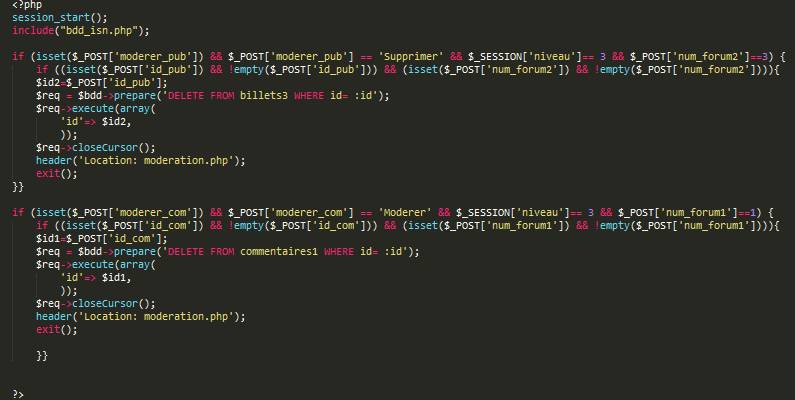 <?php
session_start();
include("bdd_isn.php");
if (isset($_POST['moderer_pub']) && $_POST['moderer_pub'] == 'Supprimer' && $_SESSION['niveau']== 3 && $_POST['num_forum2']==3) {
if ((isset($_POST['id_pub']) && !empty($_POST['id_pub'])) && (isset($_POST['num_forum2']) && !empty($_POST['num_forum2']))){
$id2=$_POST['id_pub'];
$req = $bdd->prepare('DELETE FROM billets3 WHERE id= :id');
$req->execute(array(
'id'=> $id2,
));
$req->closeCursor();
header('Location: moderation.php');
exit();
}}
if (isset($_POST['moderer_com']) && $_POST['moderer_com'] == 'Moderer' && $_SESSION['niveau']== 3 && $_POST['num_forum1']==1) {
if ((isset($_POST['id_com']) && !empty($_POST['id_com'])) && (isset($_POST['num_forum1']) && !empty($_POST['num_forum1']))){
$id1=$_POST['id_com'];
$req = $bdd->prepare('DELETE FROM commentaires1 WHERE id= :id');
$req->execute(array(
'id'=> $id1,
));
$req->closeCursor();
header('Location: moderation.php');
exit();
}}
?>